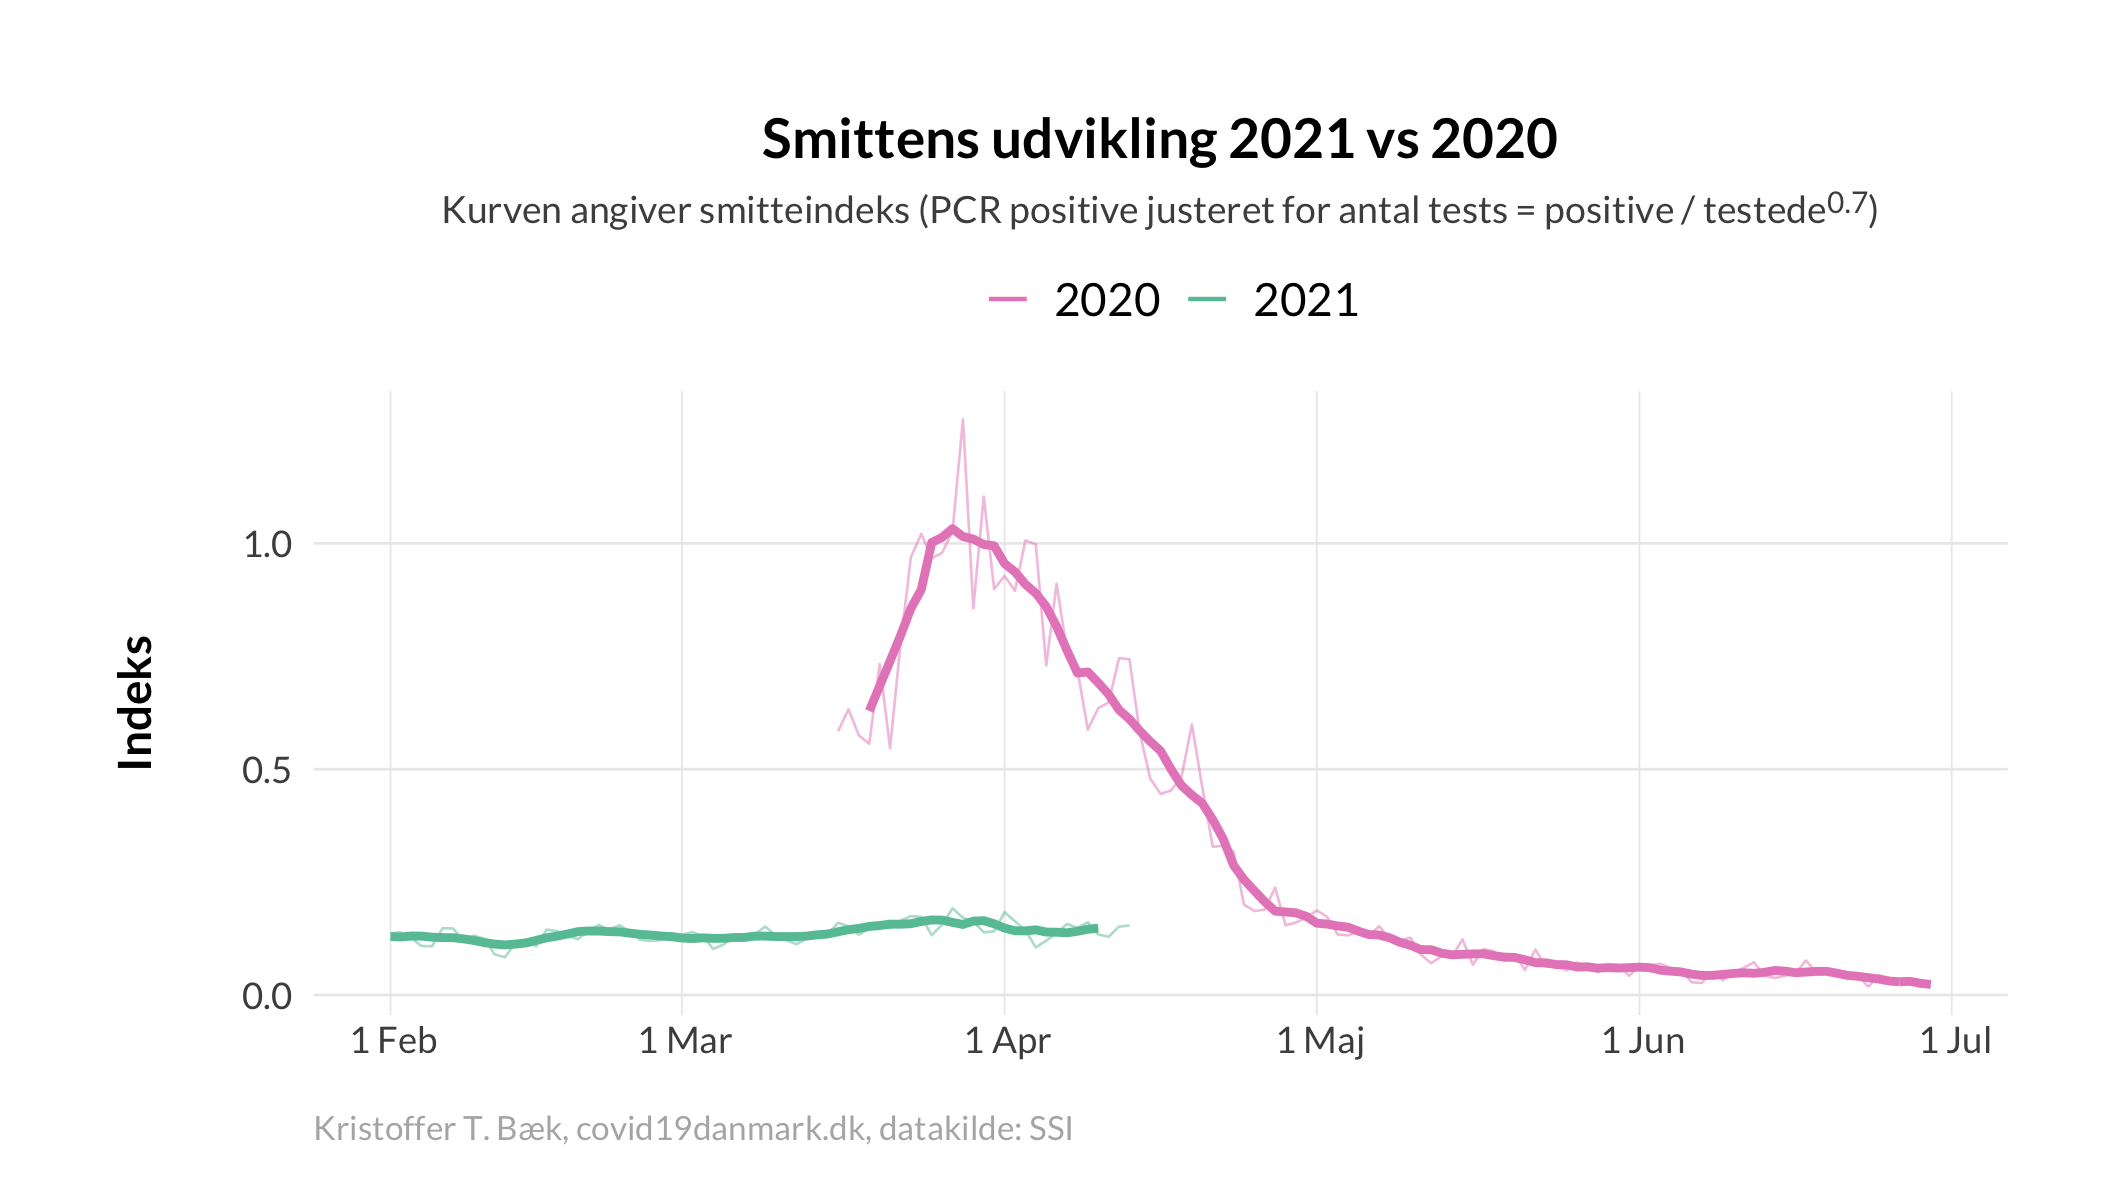 Smittens udvikling 2021 vs 2020
Kurven angiver smitteindeks (PCR positive justeret for antal tests = positive / testede^0.7)
2020 2021
Indeks
1.0
0.5
0.0
1 Feb 1 Mar 1 Apr 1 Maj 1 Jun 1 Jul
Kristoffer T. Bæk, covid19danmark.dk, datakilde: SSI